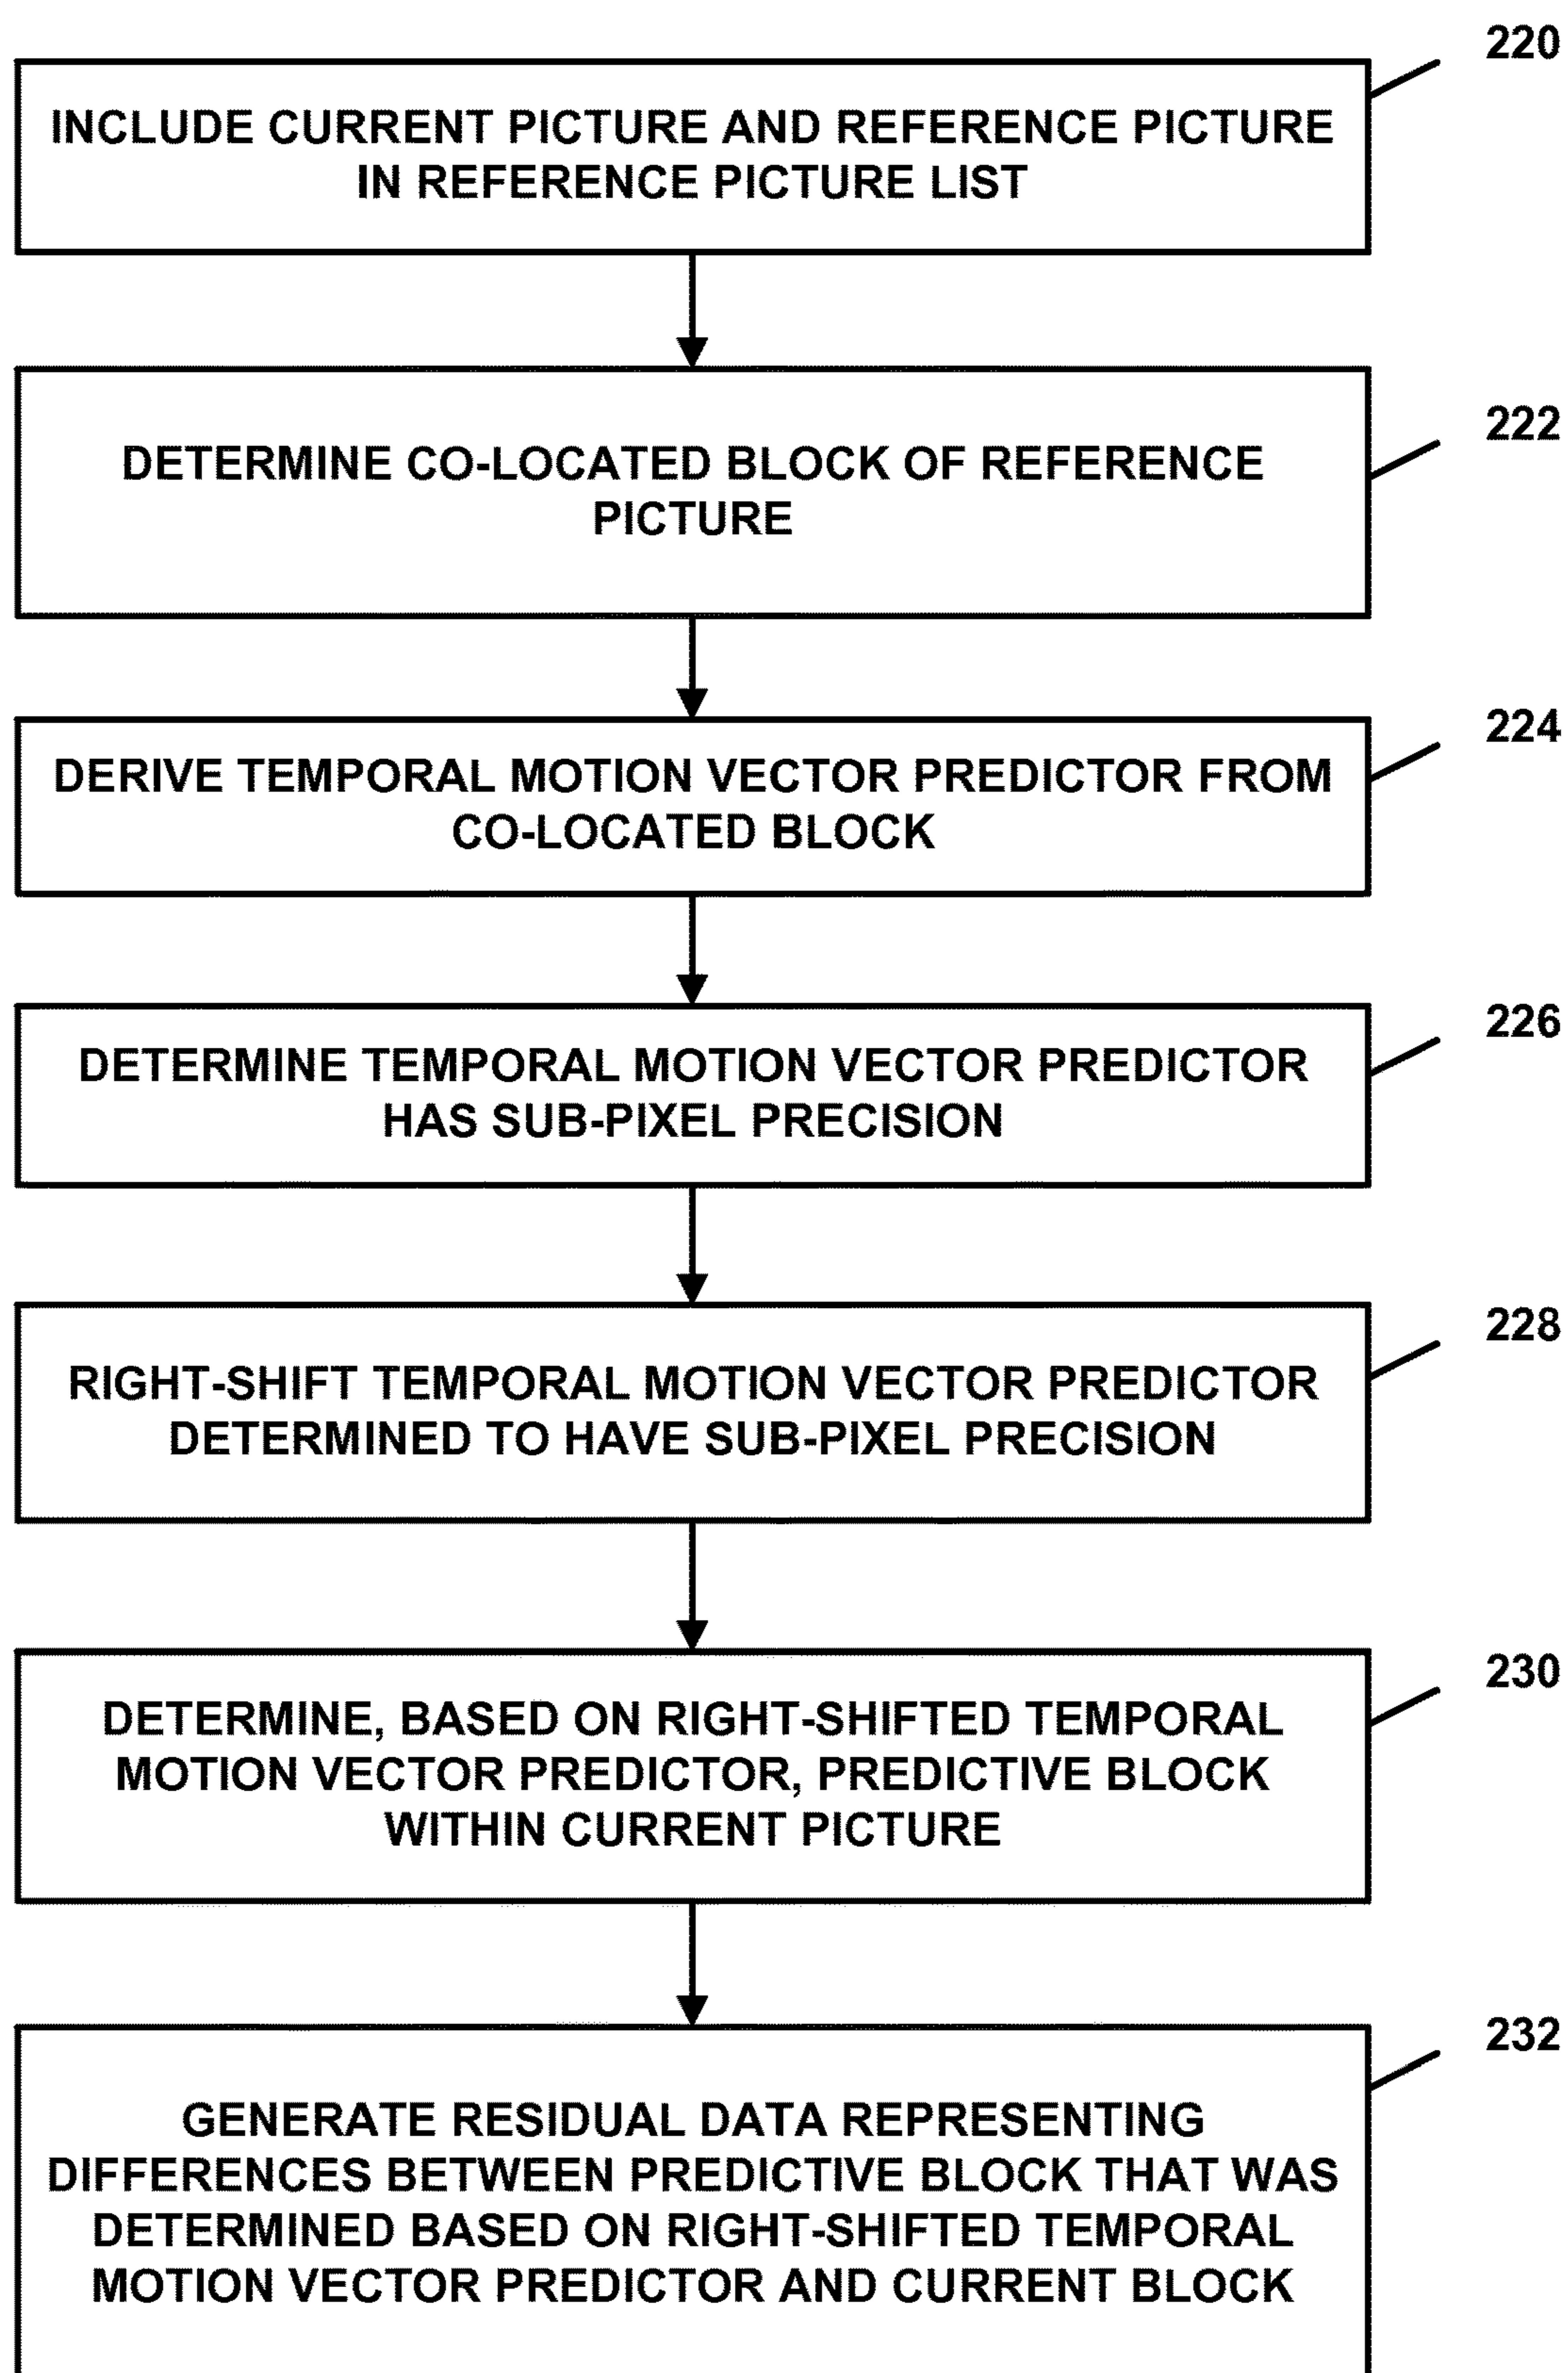 220
INCLUDE CURRENT PICTURE AND REFERENCE PICTURE
IN REFERENCE PICTURE LIST
222
DETERMINE CO-LOCATED BLOCK OF REFERENCE
PICTURE
224
DERIVE TEMPORAL MOTION VECTOR PREDICTOR FROM
CO-LOCATED BLOCK
226
DETERMINE TEMPORAL MOTION VECTOR PREDICTOR
HAS SUB-PIXEL PRECISION
228
RIGHT-SHIFT TEMPORAL MOTION VECTOR PREDICTOR
DETERMINED TO HAVE SUB-PIXEL PRECISION
230
DETERMINE, BASED ON RIGHT-SHIFTED TEMPORAL
MOTION VECTOR PREDICTOR, PREDICTIVE BLOCK
WITHIN CURRENT PICTURE
232
GENERATE RESIDUAL DATA REPRESENTING
DIFFERENCES BETWEEN PREDICTIVE BLOCK THAT WAS
DETERMINED BASED ON RIGHT-SHIFTED TEMPORAL
MOTION VECTOR PREDICTOR AND CURRENT BLOCK